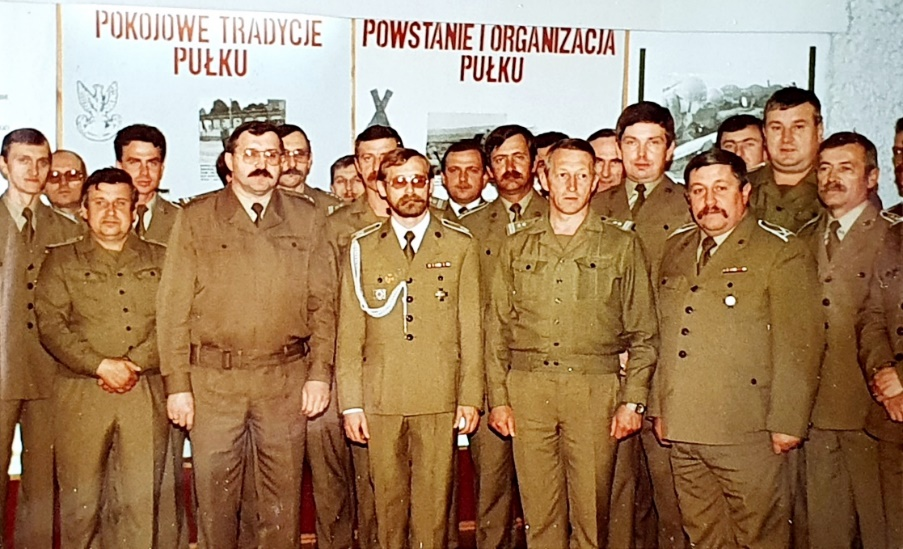 POKOJOWE TRADYCJE
PUŁKU
POWSTANIE I ORGANIZACJA
PUŁKU